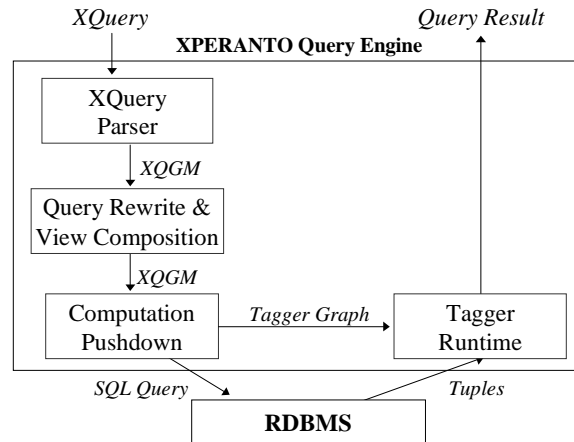 XQuery
Query Result
XPERANTO Query Engine
XQuery
Parser
XQGM
Query Rewrite &
View Composition
XQGM
Computation
Pushdown
Tagger Graph
Tagger
Runtime
SQL Query
Tuples
RDBMS